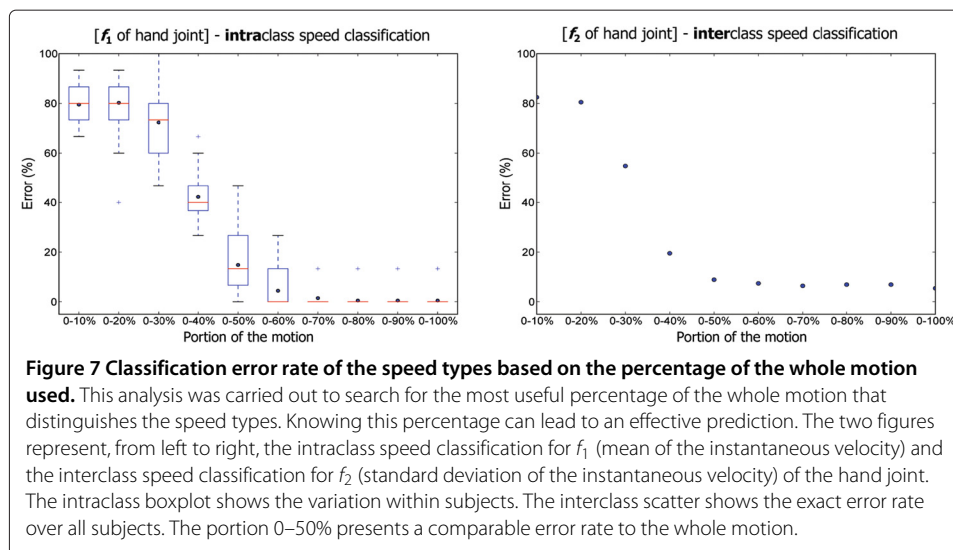 [f1 of hand joint] - intraclass speed classification
[f2 of hand joint] - interclass speed classification
100
80
60
40
20
0
Error (%)
0-10% 0-20% 0-30% 0-40% 0-50% 0-60% 0-70% 0-80% 0-90% 0-100%
Portion of the motion
100
80
60
40
20
0
Error (%)
0-10% 0-20% 0-30% 0-40% 0-50% 0-60% 0-70% 0-80% 0-90% 0-100%
Portion of the motion
Figure 7 Classification error rate of the speed types based on the percentage of the whole motion
used. This analysis was carried out to search for the most useful percentage of the whole motion that
distinguishes the speed types. Knowing this percentage can lead to an effective prediction. The two figures
represent, from left to right, the intraclass speed classification for f1 (mean of the instantaneous velocity) and
the interclass speed classification for f2 (standard deviation of the instantaneous velocity) of the hand joint.
The intraclass boxplot shows the variation within subjects. The interclass scatter shows the exact error rate
over all subjects. The portion 0–50% presents a comparable error rate to the whole motion.